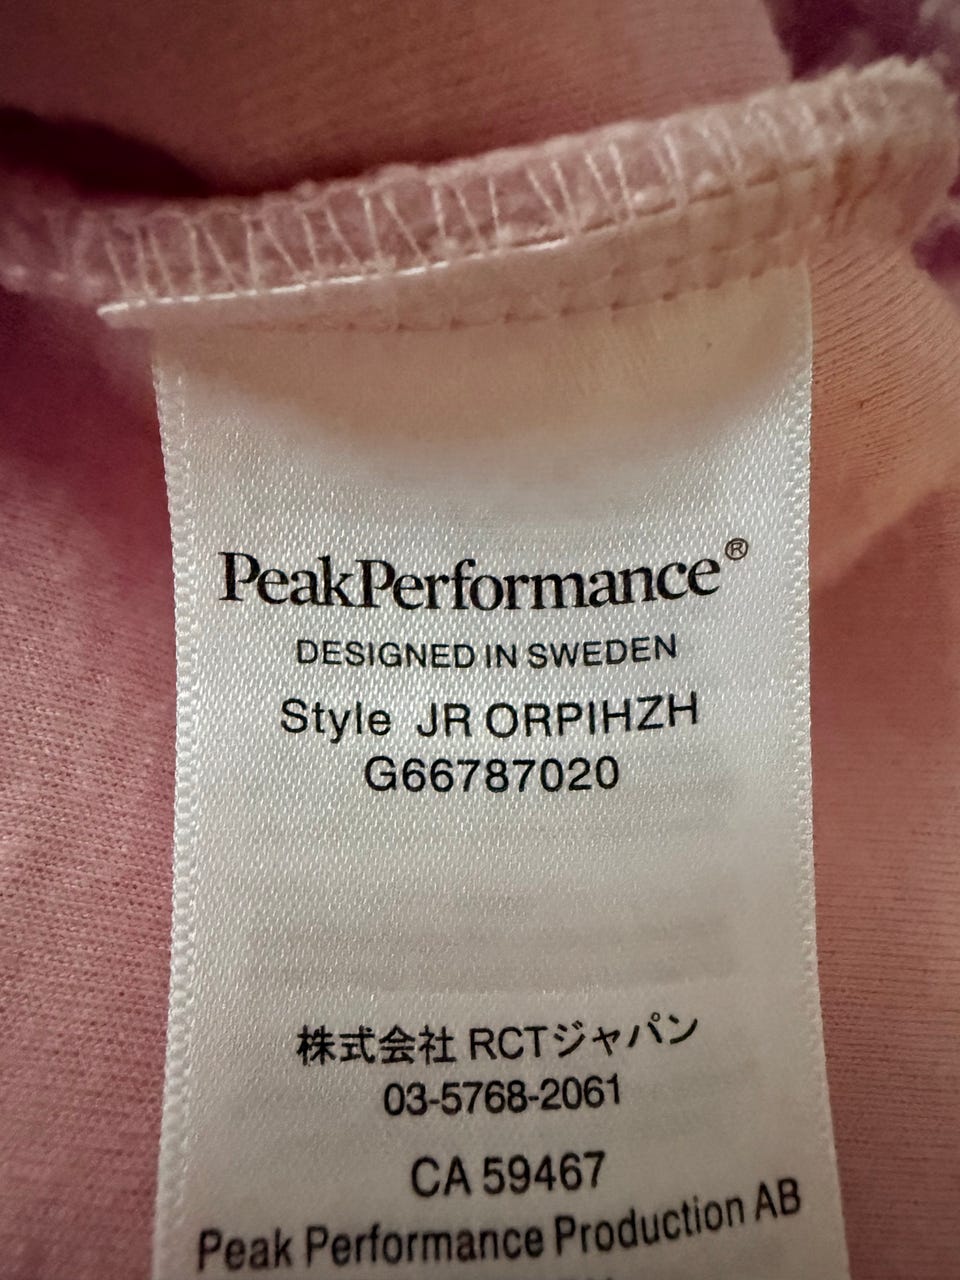 PeakPerformance®
DESIGNED IN SWEDEN
Style JR ORPIHZH
G66787020
株式会社 RCTジャパン
03-5768-2061
CA 59467
Peak Performance Production AB